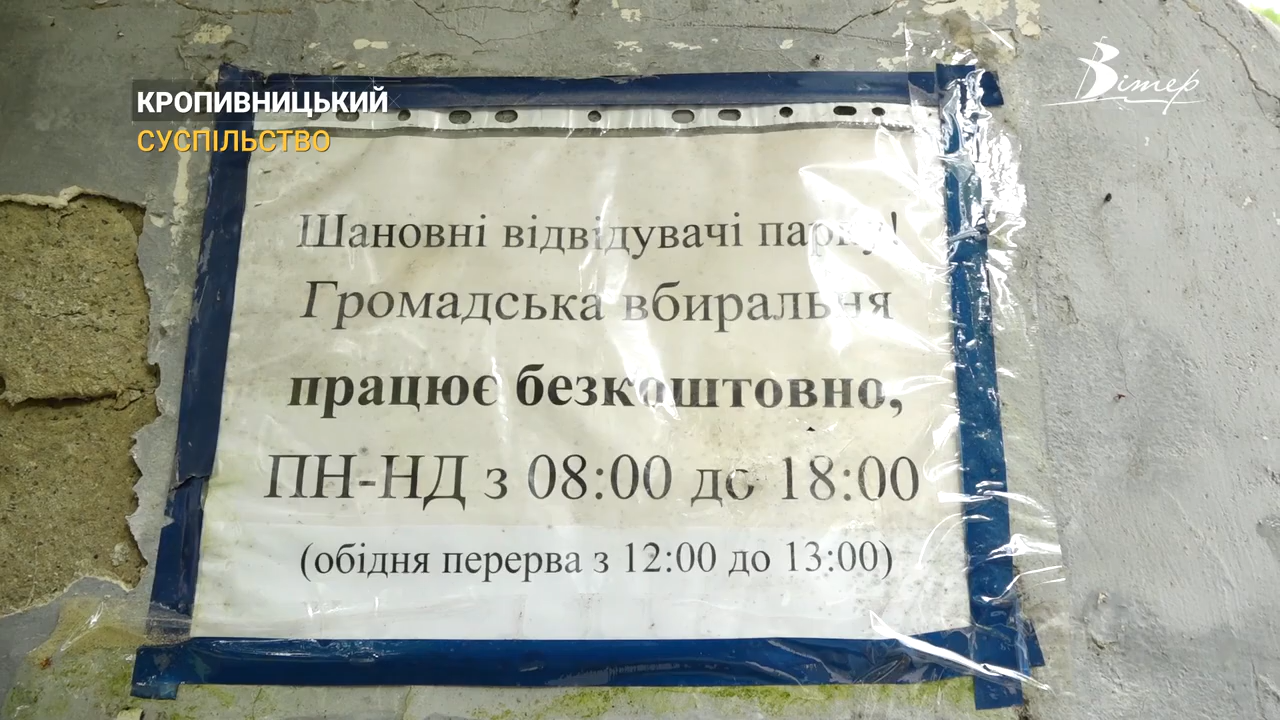 КРОПИВНИЦЬКИЙ
СУСПІЛЬСТВО
Вітер
Шановні відвідувачі парку!
Громадська вбиральня
працює безкоштовно,
ПН-НД з 08:00 до 18:00
(обідня перерва з 12:00 до 13:00)